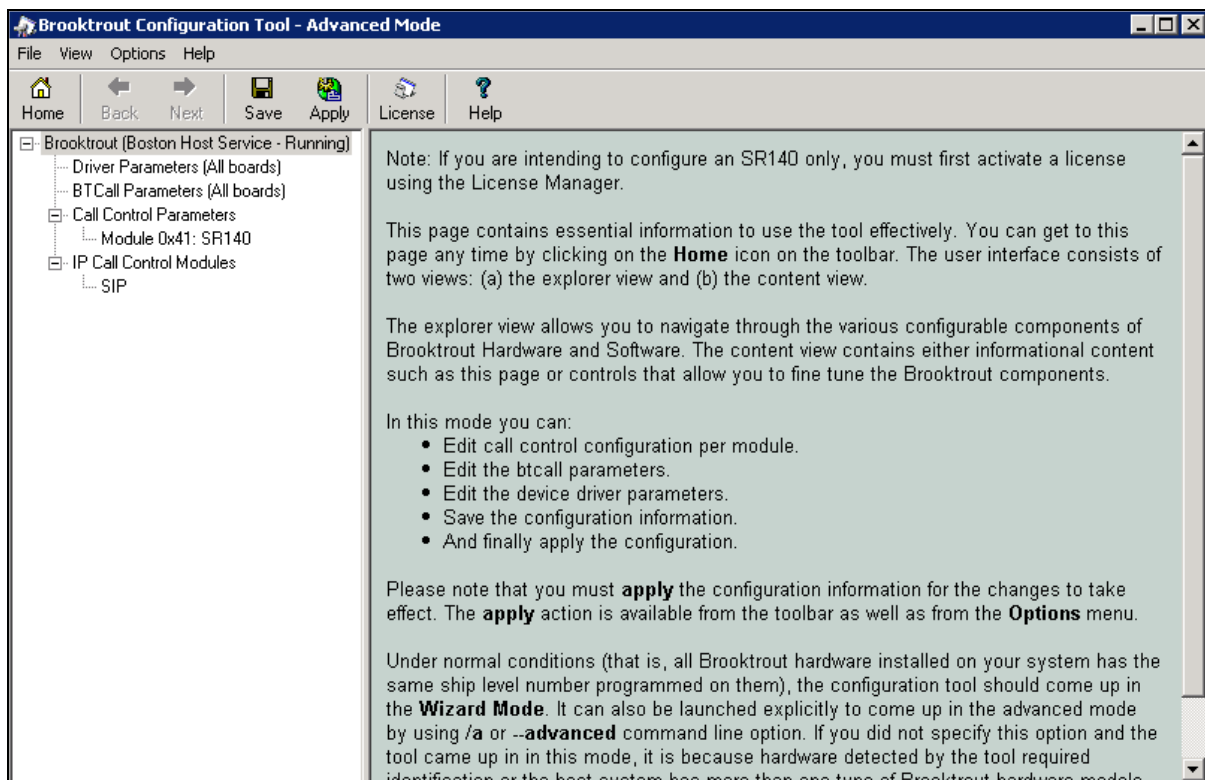 Brooktrout Configuration Tool - Advanced Mode
File View Options Help
Home Back Next Save Apply License Help
Brooktrout (Boston Host Service - Running)
Driver Parameters (All boards)
BTCall Parameters (All boards)
Call Control Parameters
Module 0x41: SR140
IP Call Control Modules
SIP
Note: If you are intending to configure an SR140 only, you must first activate a license
using the License Manager.
This page contains essential information to use the tool effectively. You can get to this
page any time by clicking on the Home icon on the toolbar. The user interface consists of
two views: (a) the explorer view and (b) the content view.
The explorer view allows you to navigate through the various configurable components of
Brooktrout Hardware and Software. The content view contains either informational content
such as this page or controls that allow you to fine tune the Brooktrout components.
In this mode you can:
• Edit call control configuration per module.
• Edit the btcall parameters.
• Edit the device driver parameters.
• Save the configuration information.
• And finally apply the configuration.
Please note that you must apply the configuration information for the changes to take
effect. The apply action is available from the toolbar as well as from the Options menu.
Under normal conditions (that is, all Brooktrout hardware installed on your system has the
same ship level number programmed on them), the configuration tool should come up in
the Wizard Mode. It can also be launched explicitly to come up in the advanced mode
by using /a or --advanced command line option. If you did not specify this option and the
tool came up in in this mode, it is because hardware detected by the tool required
identification or the host system has more than one type of Brooktrout hardware module